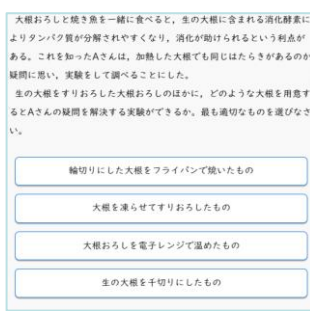 大根おろしと焼き魚を一緒に食べると，生の大根に含まれる消化酵素に
よりタンパク質が分解されやすくなり，消化が助けられるという利点が
ある。これを知ったAさんは，加熱した大根でも同じはたらきがあるのか
疑問に思い，実験をして調べることにした。
生の大根をすりおろした大根おろしのほかに，どのような大根を用意す
るとAさんの疑問を解決する実験ができるか。最も適切なものを選びなさ
い。
輪切りにした大根をフライパンで焼いたもの
大根を凍らせてすりおろしたもの
大根おろしを電子レンジで温めたもの
生の大根を千切りにしたもの